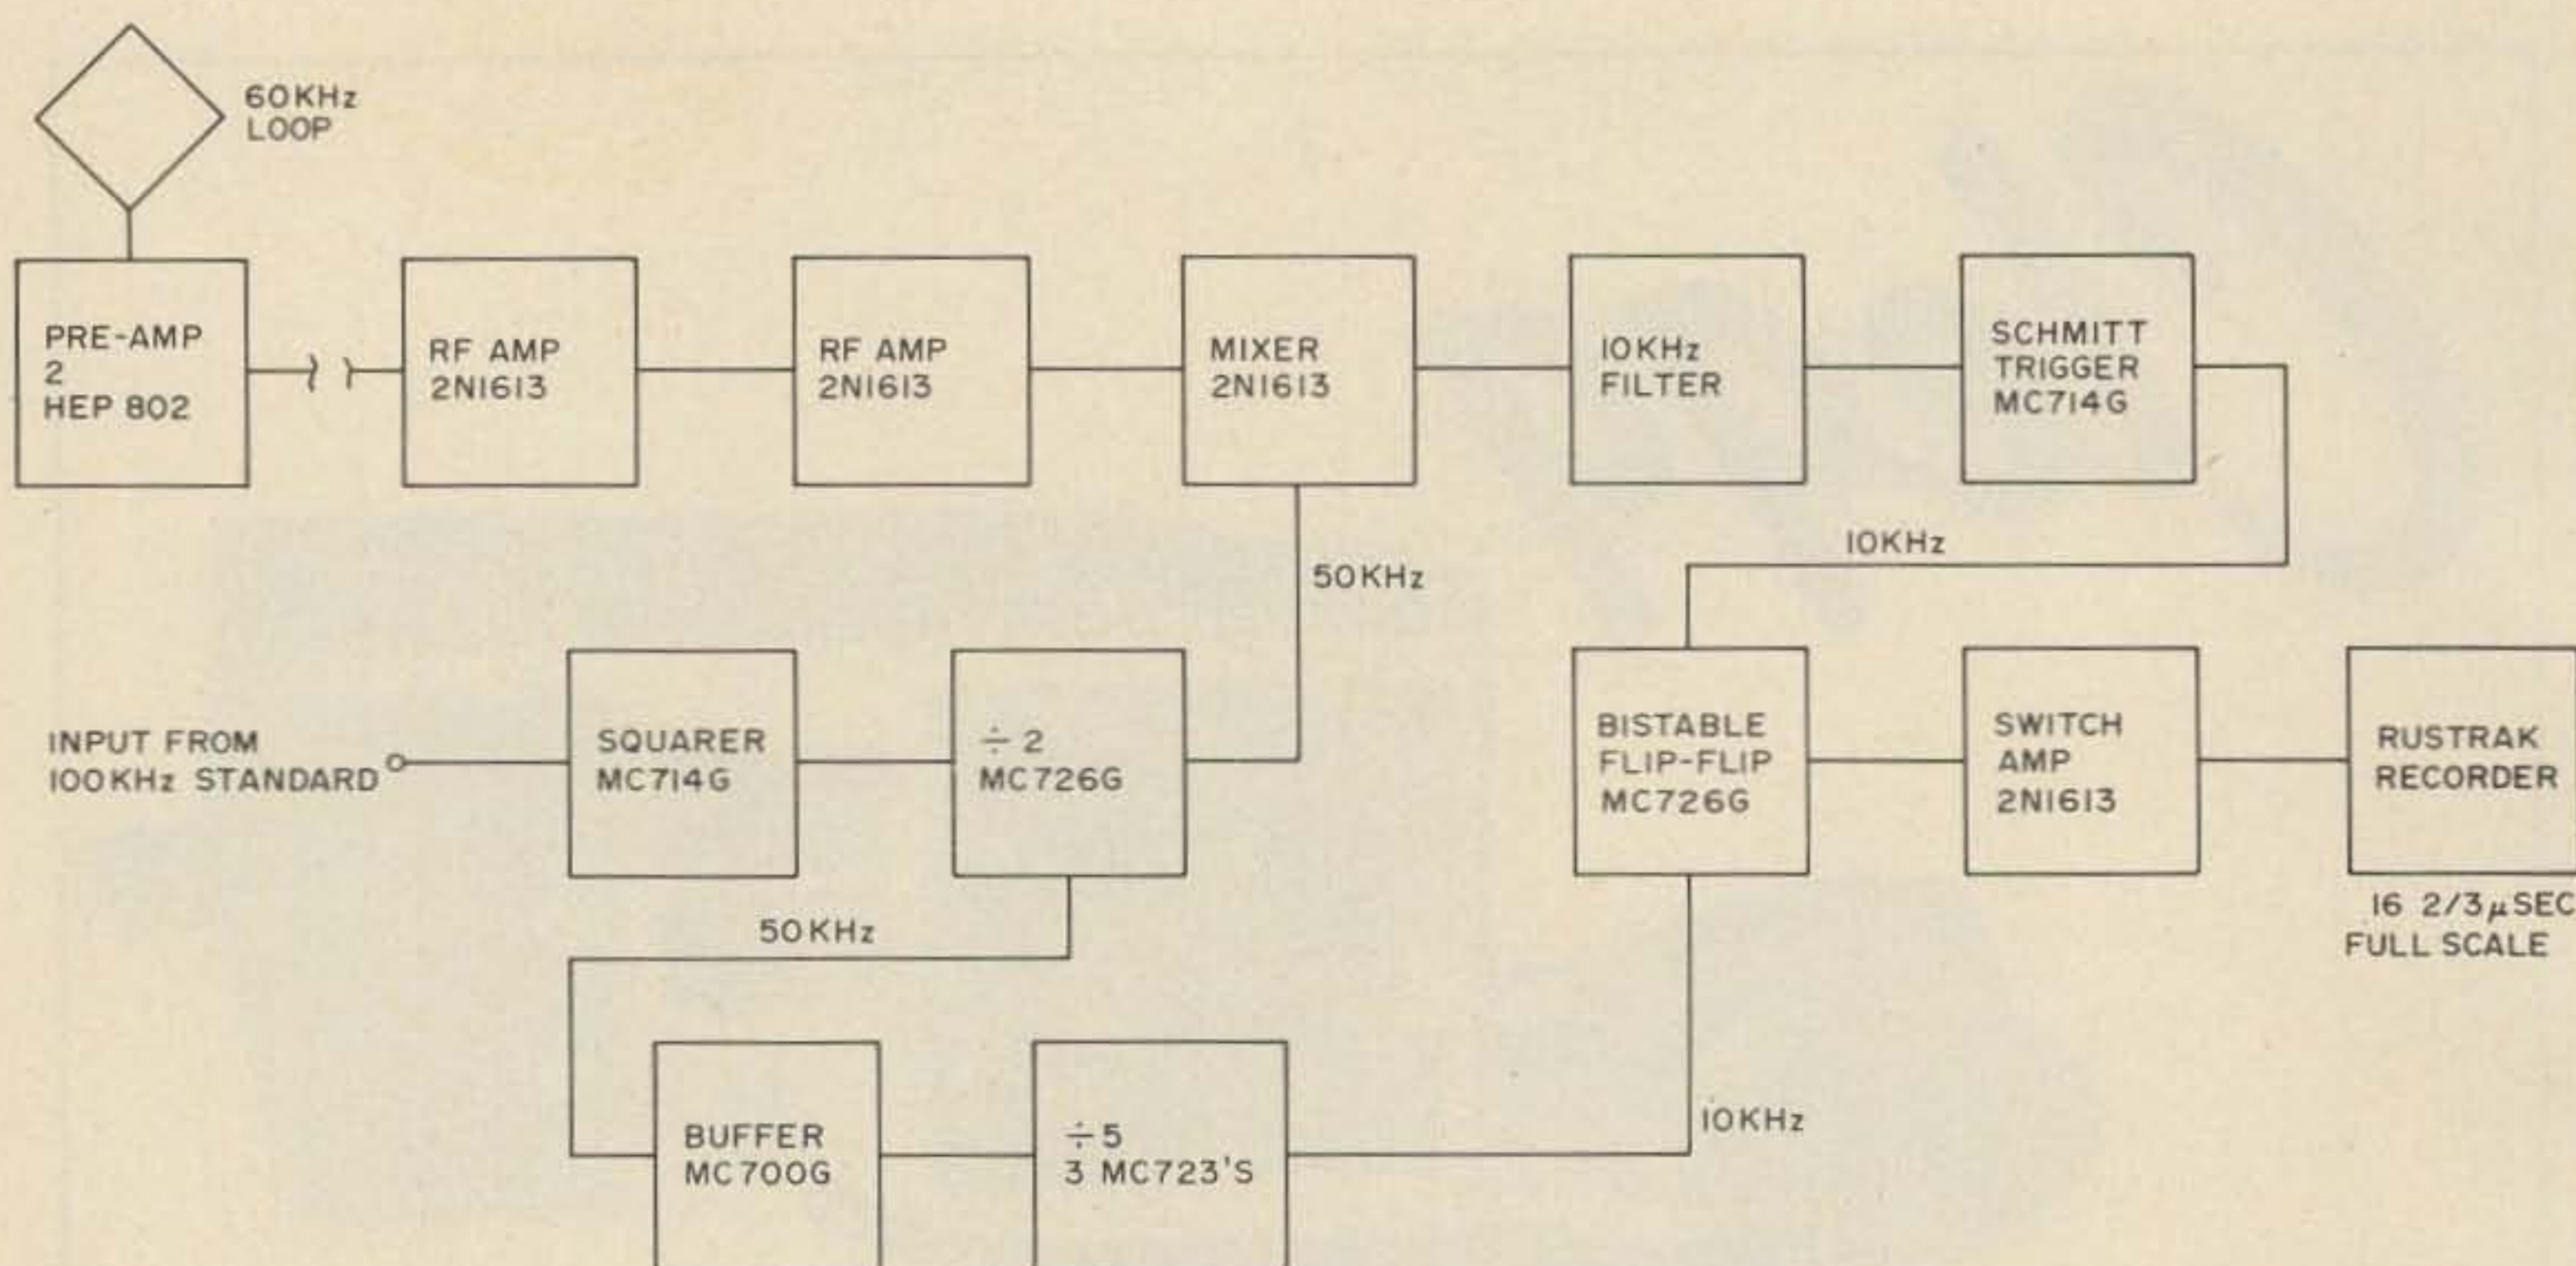 60KHz
LOOP
PRE-AMP
2
HEP 802
RF AMP
2N1613
RF AMP
2N1613
MIXER
2N1613
10KHz
FILTER
SCHMITT
TRIGGER
MC714G
10KHz
50KHz
INPUT FROM
100KHz STANDARD
SQUARER
MC714G
÷2
MC726G
BISTABLE
FLIP-FLIP
MC726G
SWITCH
AMP
2N1613
RUSTRAK
RECORDER
16 2/3µSEC
FULL SCALE
50KHz
BUFFER
MC700G
÷5
3 MC723'S
10KHz